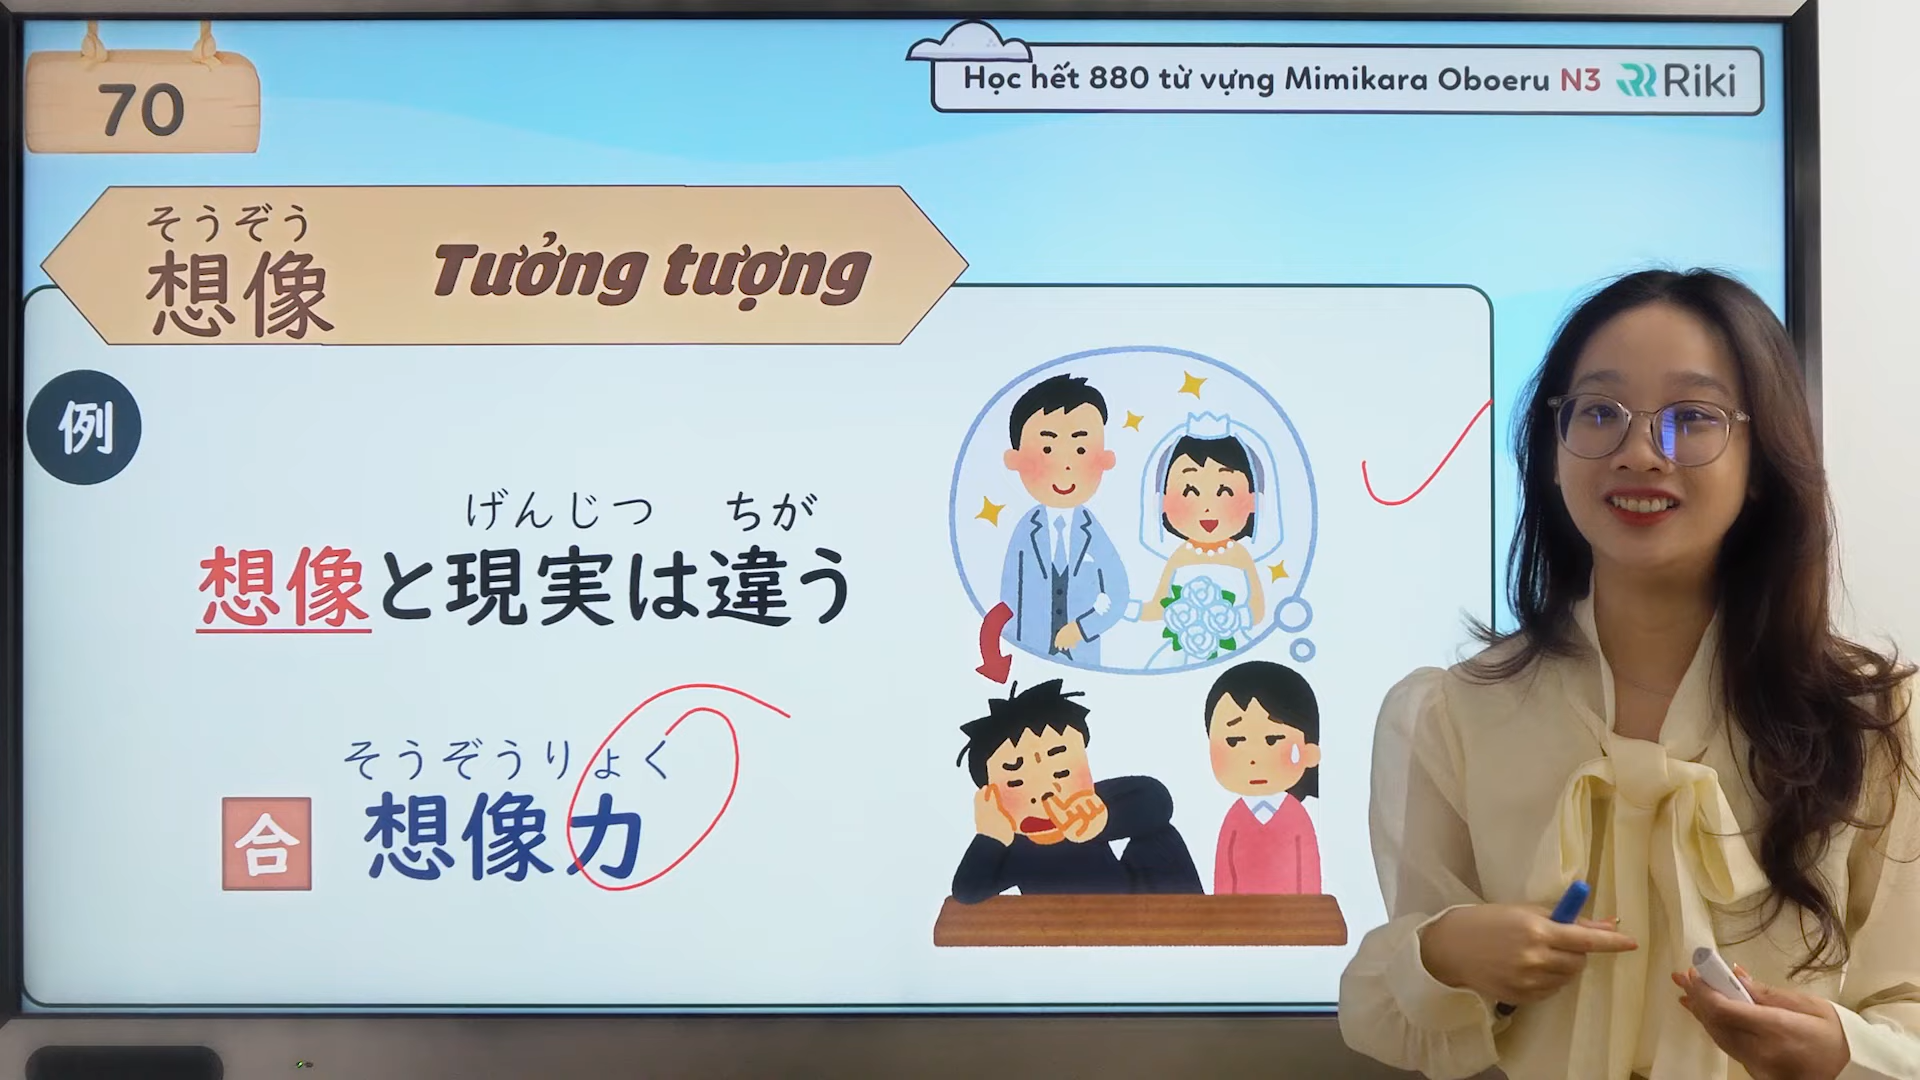 70
Học hết 880 từ vựng Mimikara Oboeru N3 Riki
そうぞう
想像 Tưởng tượng
例
げんじつ ちが
想像と現実は違う
そうぞうりょく
合 想像力